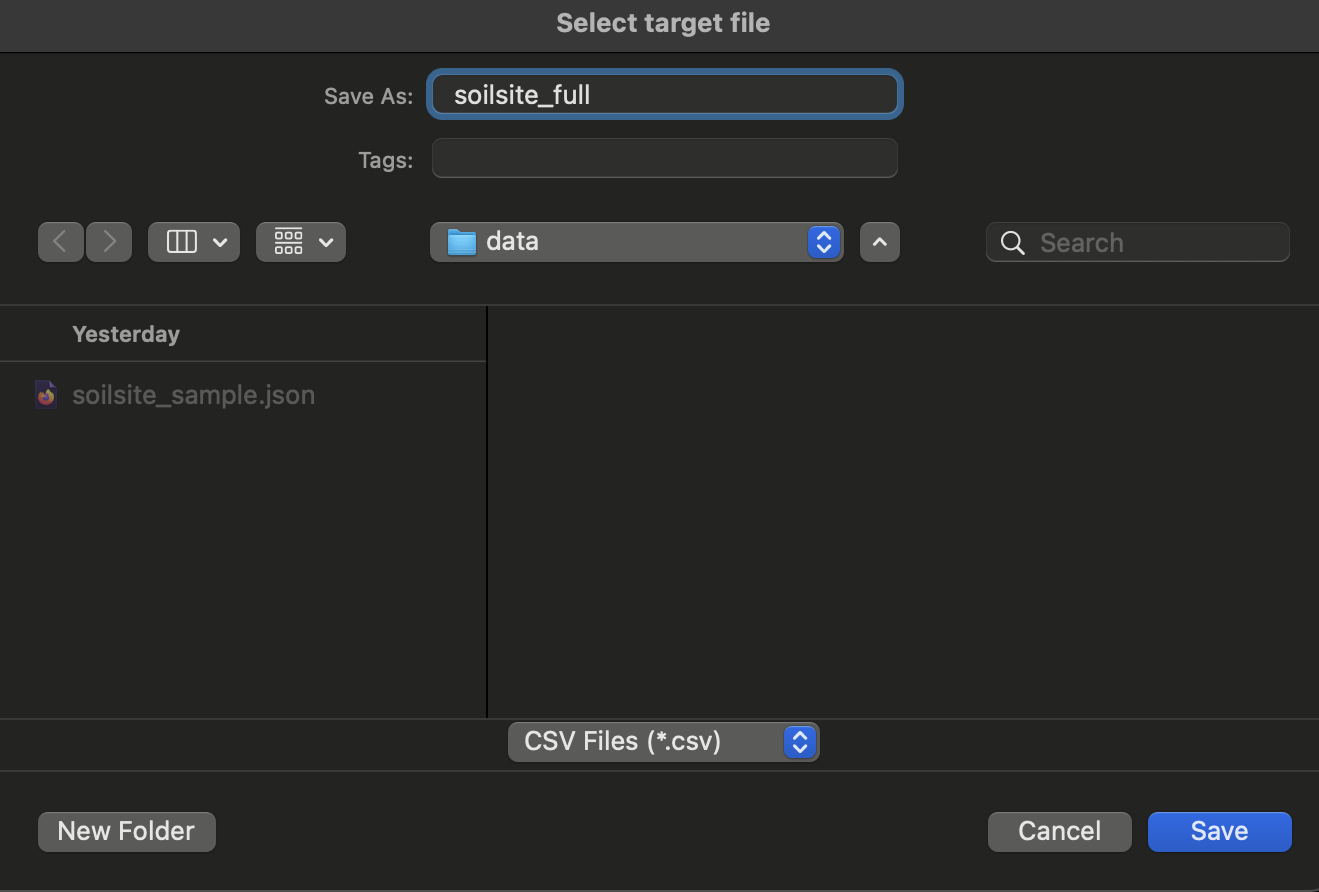 Select target file
Save As: soilsite_full
Tags:
data
Search
Yesterday
soilsite_sample.json
CSV Files (*.csv)
New Folder
Cancel
Save